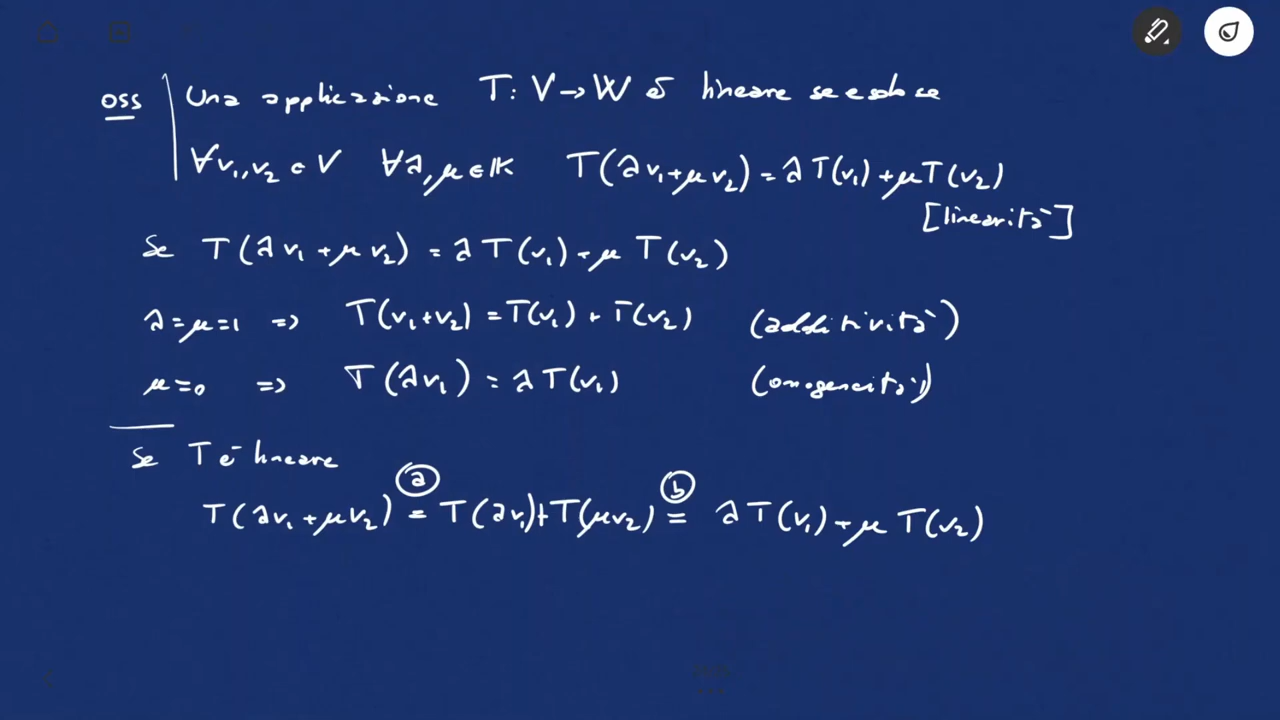 oss Una applicazione T: V → W è lineare se e solo se
∀v₁,v₂ ∈ V ∀λ,μ ∈ 𝕂 T(λv₁+μv₂) = λT(v₁)+μT(v₂)
[linearità]
Se T(λv₁+μv₂) = λT(v₁)+μT(v₂)
λ=μ=1 => T(v₁+v₂) = T(v₁)+T(v₂) (additività)
μ=0 => T(λv₁) = λT(v₁) (omogeneità)
Se T è lineare
T(λv₁+μv₂) =ⓐ T(λv₁)+T(μv₂) =ⓑ λT(v₁)+μT(v₂)